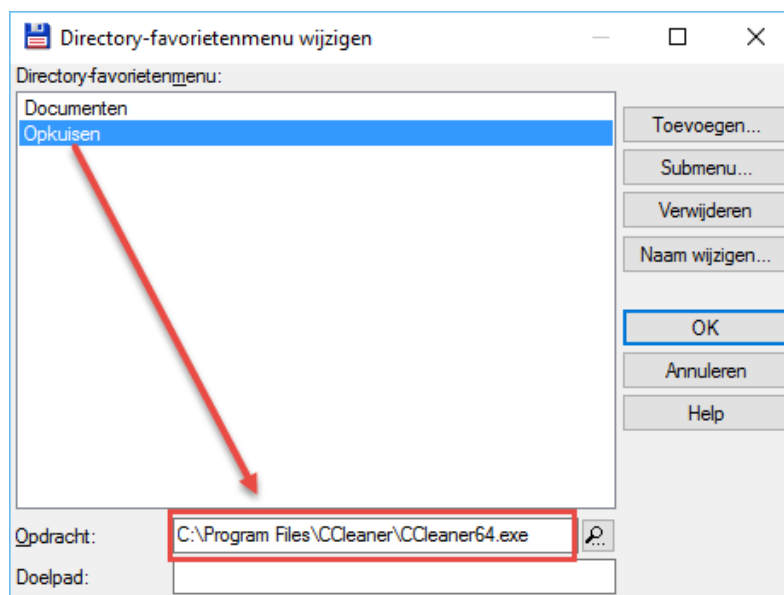 Directory-favorietenmenu wijzigen
Directory-favorietenmenu:
Documenten
Opkuisen
Toevoegen...
Submenu...
Verwijderen
Naam wijzigen...
OK
Annuleren
Help
Opdracht:
C:\Program Files\CCleaner\CCleaner64.exe
Doelpad: